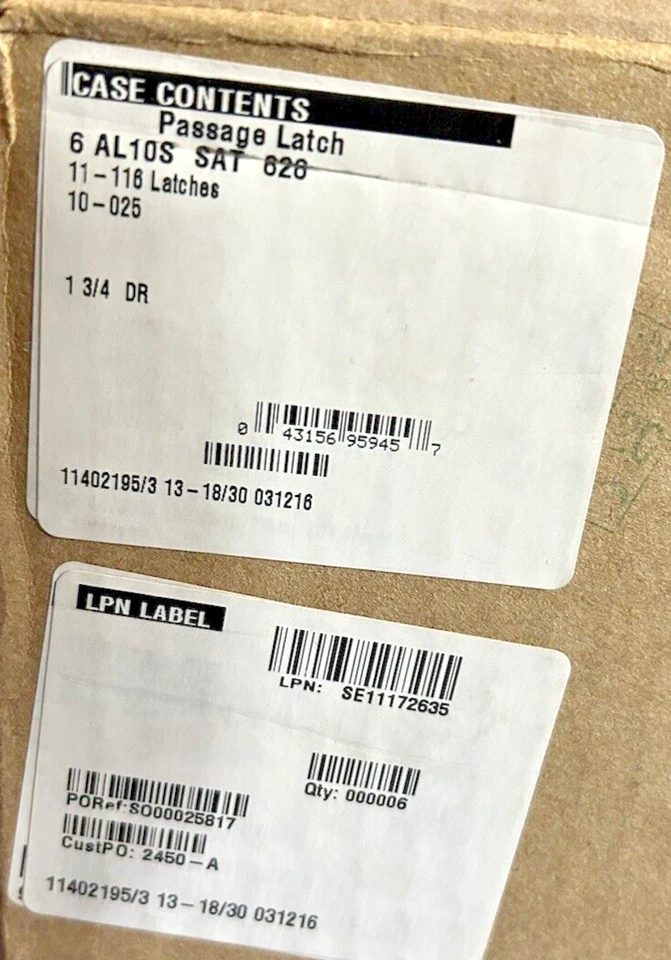 CASE CONTENTS
Passage Latch
6 AL10S SAT 626
11-116 Latches
10-025
1 3/4 DR
0 43156 95945 7
11402195/3 13-18/30 031216
LPN LABEL
LPN: SE11172635
Qty: 000006
PORef:SO00025817
CustPO: 2450-A
11402195/3 13-18/30 031216